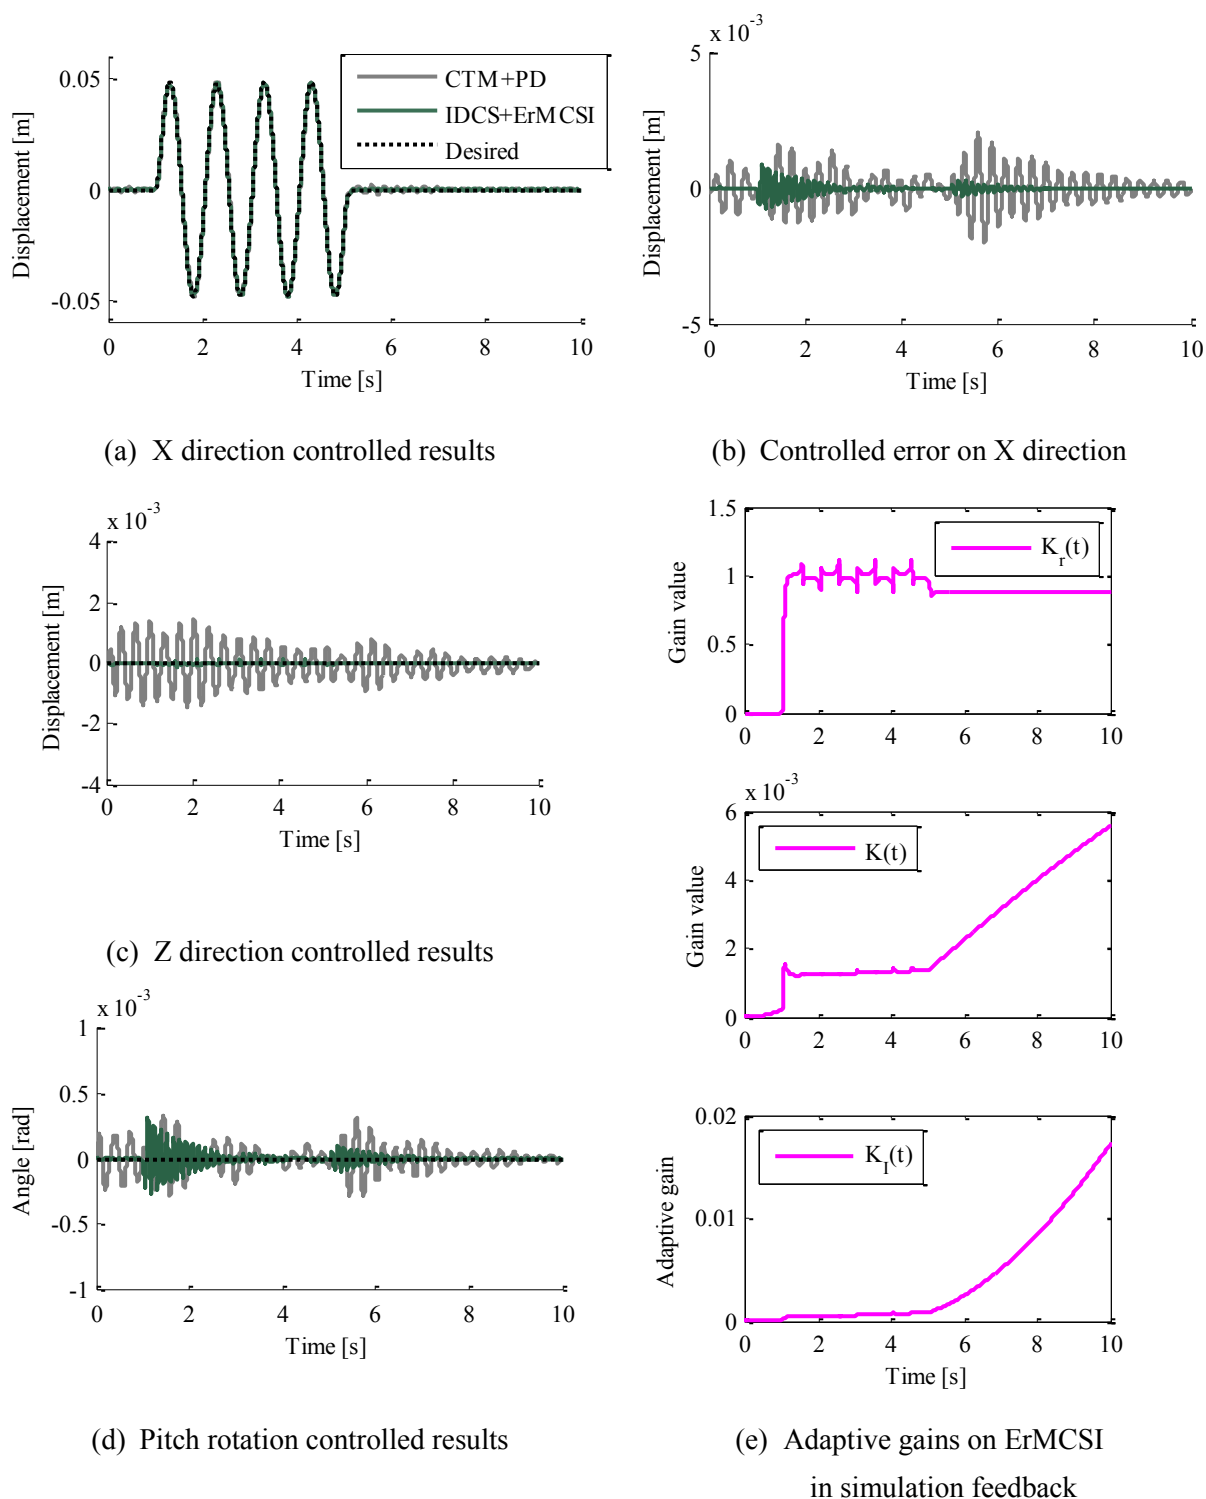 0.05
0
-0.05
Displacement [m]
CTM+PD
IDCS+ErMCSI
Desired
0 2 4 6 8 10
Time [s]
(a) X direction controlled results
x 10^-3
5
0
-5
Displacement [m]
0 2 4 6 8 10
Time [s]
(b) Controlled error on X direction
x 10^-3
4
2
0
-2
-4
Displacement [m]
0 2 4 6 8 10
Time [s]
(c) Z direction controlled results
x 10^-3
1
0.5
0
-0.5
-1
Angle [rad]
0 2 4 6 8 10
Time [s]
(d) Pitch rotation controlled results
1.5
1
0.5
0
Gain value
K_r(t)
0 2 4 6 8 10
x 10^-3
6
4
2
0
Gain value
K(t)
0 2 4 6 8 10
0.02
0.01
0
Adaptive gain
K_I(t)
0 2 4 6 8 10
Time [s]
(e) Adaptive gains on ErMCSI
in simulation feedback